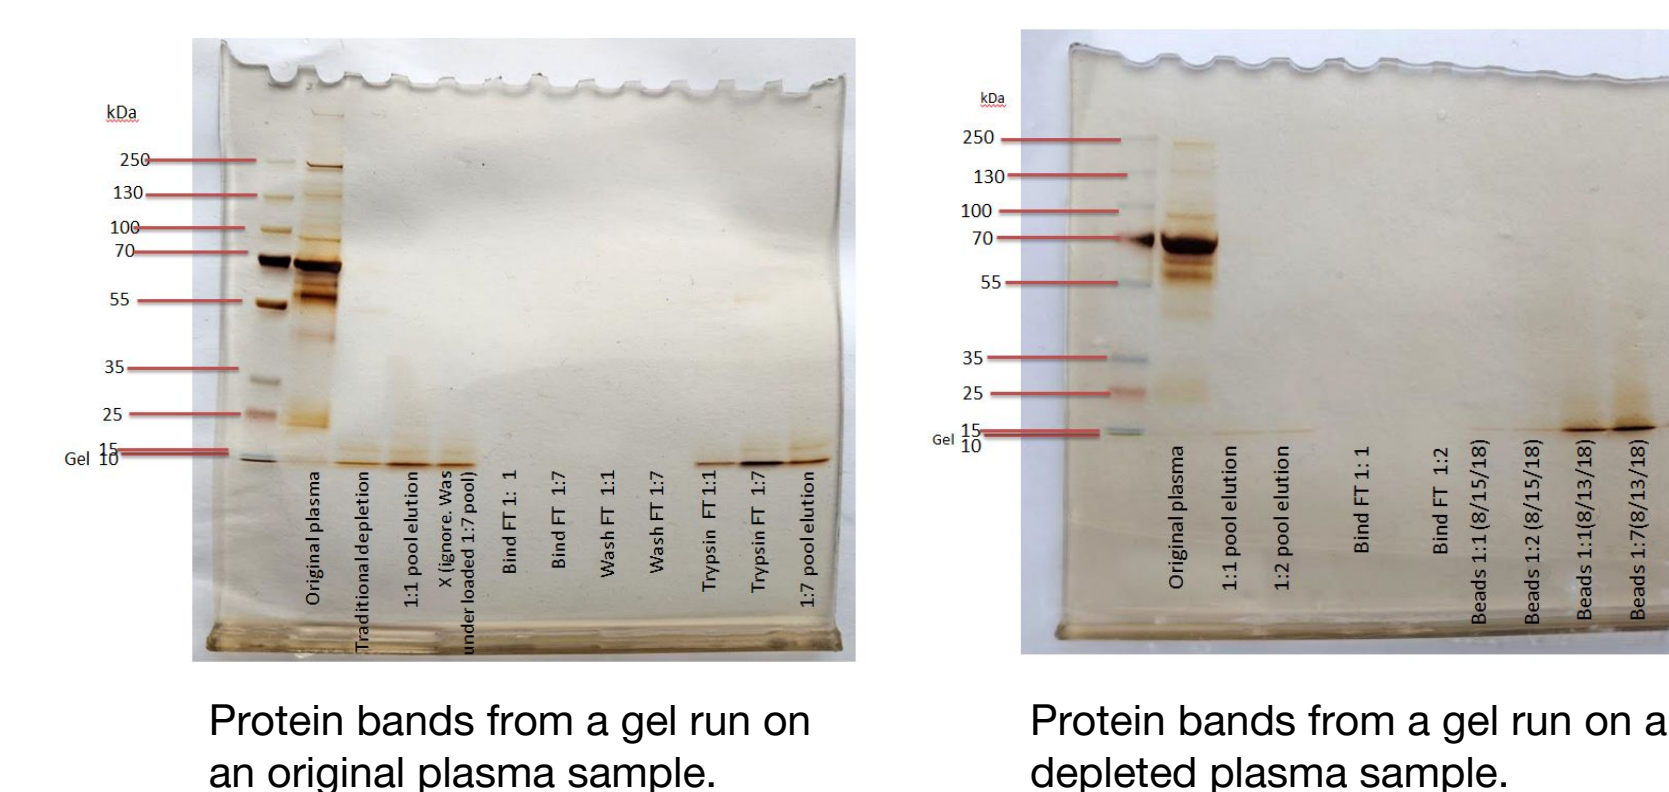 kDa
250
130
100
70
55
35
25
15
Gel 10
Original plasma
Traditional depletion
1:1 pool elution
X (ignore. Was
under loaded 1:7 pool)
Bind FT 1: 1
Bind FT 1:7
Wash FT 1:1
Wash FT 1:7
Trypsin FT 1:1
Trypsin FT 1:7
1:7 pool elution
Protein bands from a gel run on
an original plasma sample.
kDa
250
130
100
70
55
35
25
15
Gel 10
Original plasma
1:1 pool elution
1:2 pool elution
Bind FT 1: 1
Bind FT 1:2
Beads 1:1 (8/15/18)
Beads 1:2 (8/15/18)
Beads 1:1(8/13/18)
Beads 1:7(8/13/18)
Protein bands from a gel run on a
depleted plasma sample.